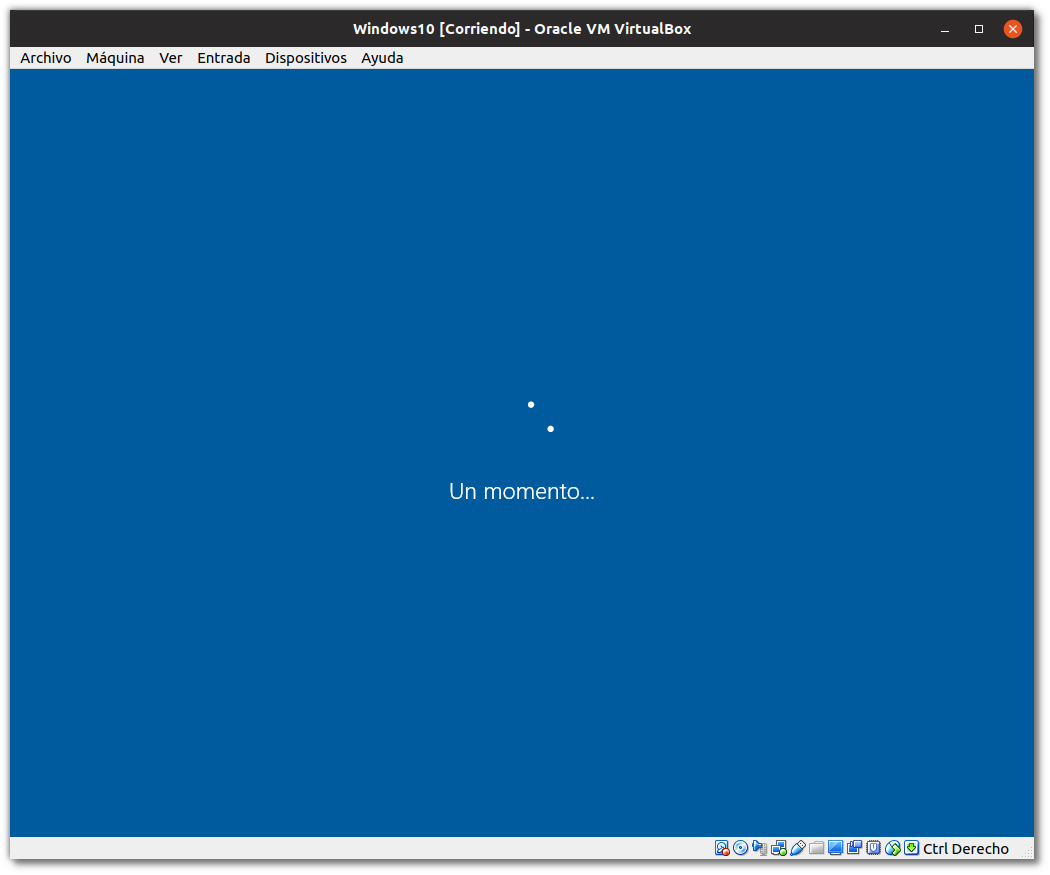 Windows10 [Corriendo] - Oracle VM VirtualBox
Archivo Máquina Ver Entrada Dispositivos Ayuda
Un momento...
Ctrl Derecho